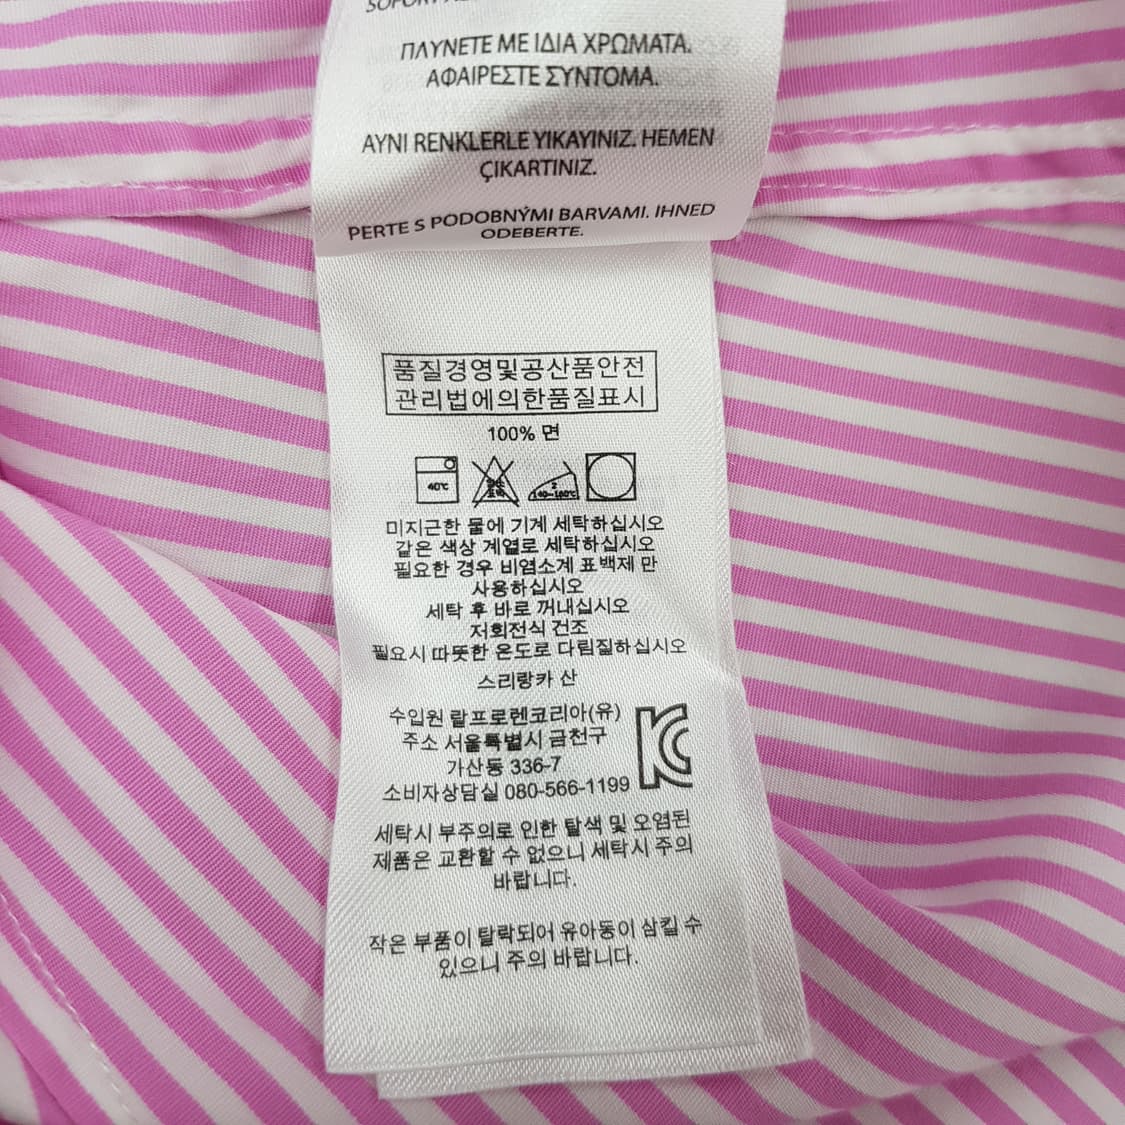 SOFORT
ΠΛΥΝΕΤΕ ΜΕ ΙΔΙΑ ΧΡΩΜΑΤΑ.
ΑΦΑΙΡΕΣΤΕ ΣΥΝΤΟΜΑ.
AYNI RENKLERLE YIKAYINIZ. HEMEN
ÇIKARTINIZ.
PERTE S PODOBNÝMI BARVAMI. IHNED
ODEBERTE.
품질경영및공산품안전
관리법에의한품질표시
100% 면
40℃
염소
표백
2
140~160℃
미지근한 물에 기계 세탁하십시오
같은 색상 계열로 세탁하십시오
필요한 경우 비염소계 표백제 만
사용하십시오
세탁 후 바로 꺼내십시오
저회전식 건조
필요시 따뜻한 온도로 다림질하십시오
스리랑카 산
수입원 랄프로렌코리아(유)
주소 서울특별시 금천구
가산동 336-7
소비자상담실 080-566-1199
세탁시 부주의로 인한 탈색 및 오염된
제품은 교환할 수 없으니 세탁시 주의
바랍니다.
작은 부품이 탈락되어 유아동이 삼킬 수
있으니 주의 바랍니다.